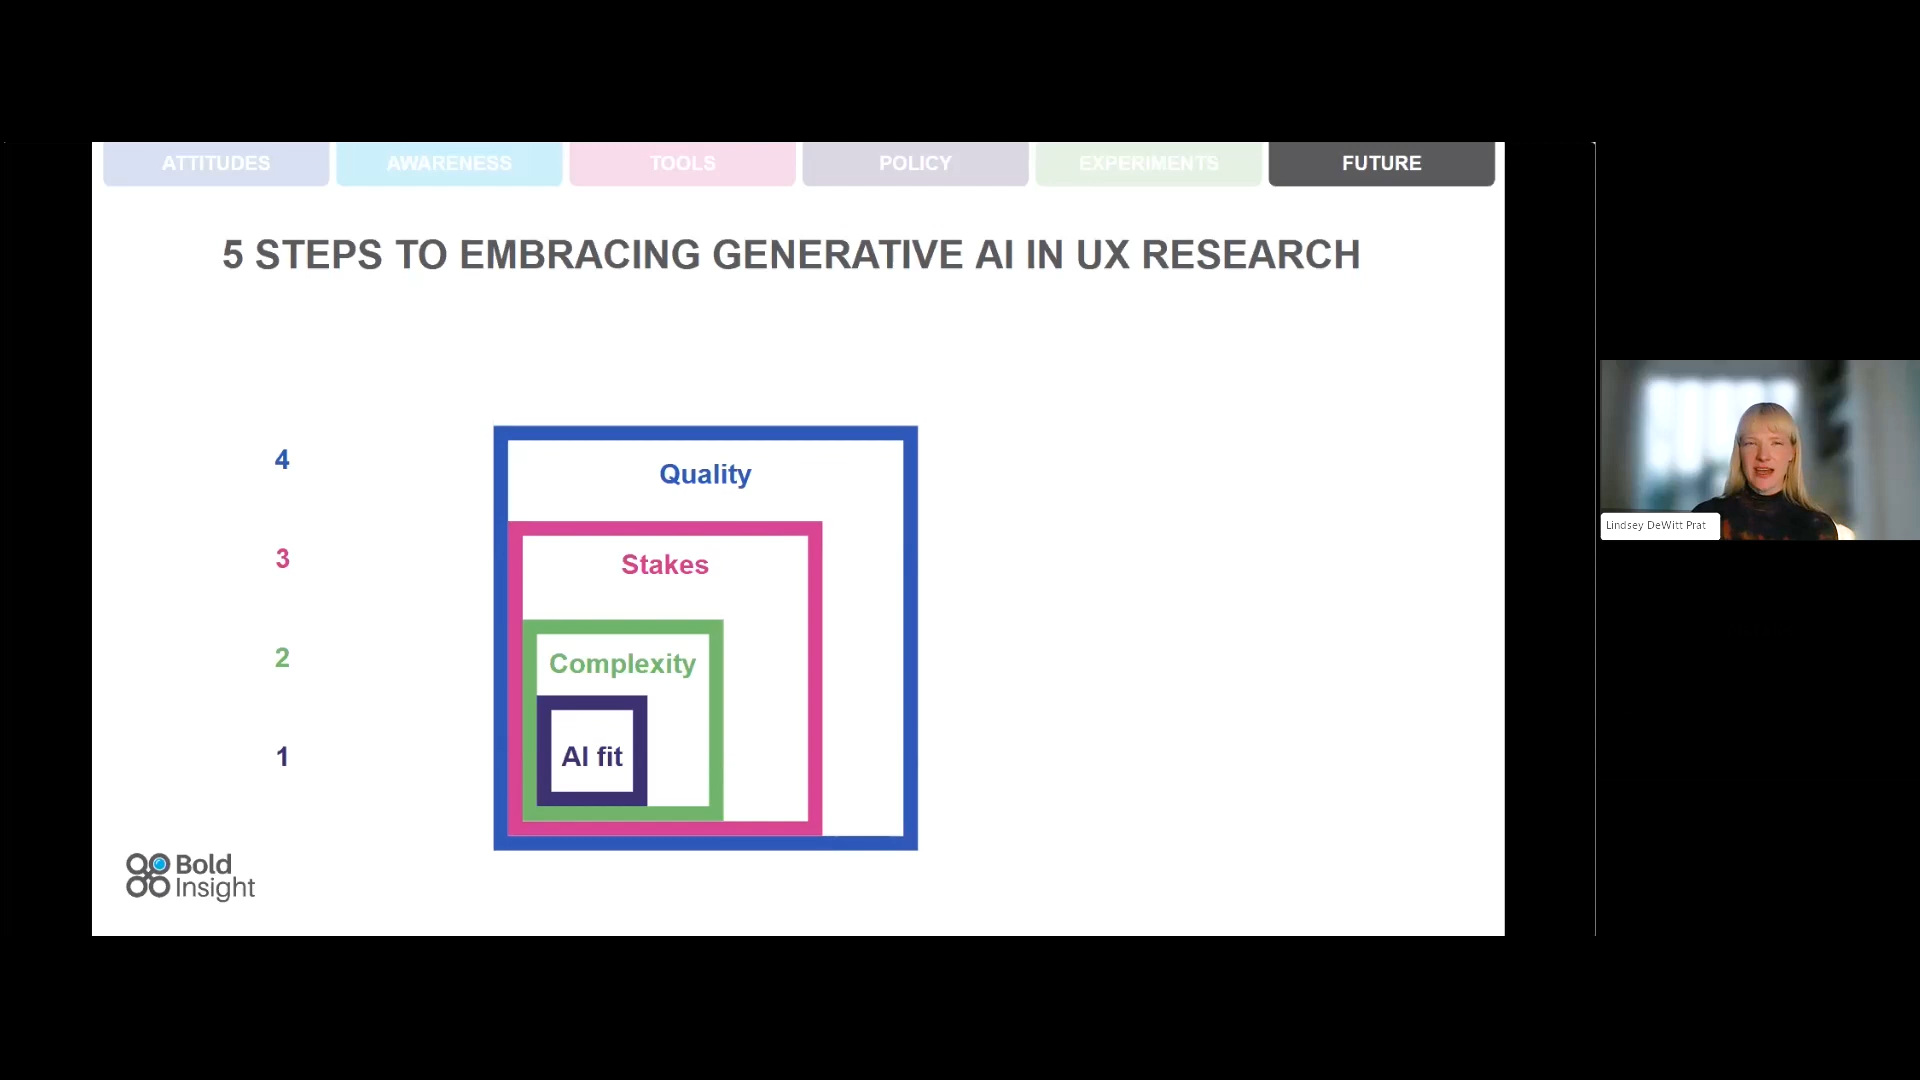 ATTITUDES
AWARENESS
TOOLS
POLICY
EXPERIMENTS
FUTURE
5 STEPS TO EMBRACING GENERATIVE AI IN UX RESEARCH
4
Quality
3
Stakes
2
Complexity
1
AI fit
Bold
Insight
Lindsey DeWitt Prat